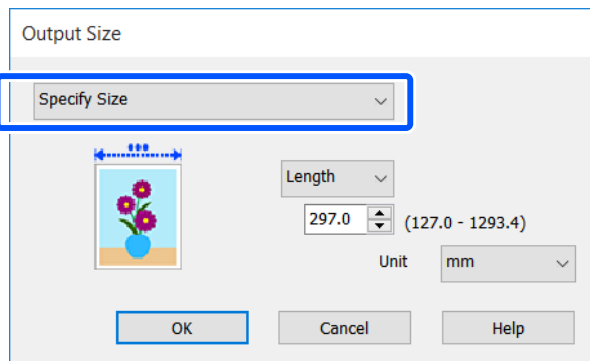 Output Size
Specify Size
Length
297.0 (127.0 - 1293.4)
Unit mm
OK Cancel Help